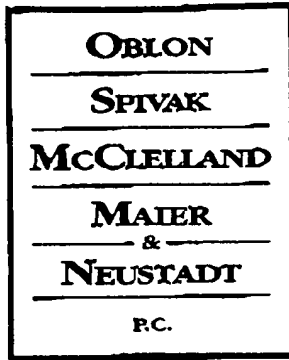 OBLON
SPIVAK
MCCLELLAND
MAIER
&
NEUSTADT
P.C.